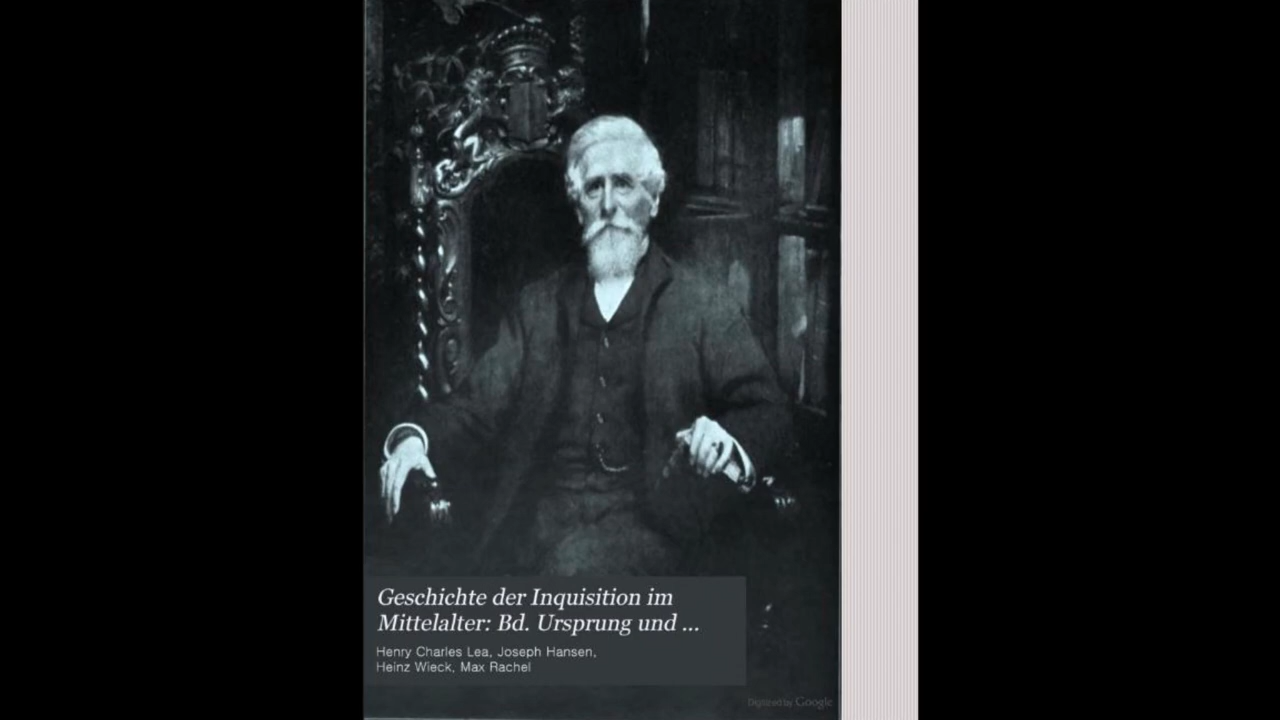 Geschichte der Inquisition im
Mittelalter: Bd. Ursprung und ...
Henry Charles Lea, Joseph Hansen,
Heinz Wieck, Max Rachel
Digitized by Google